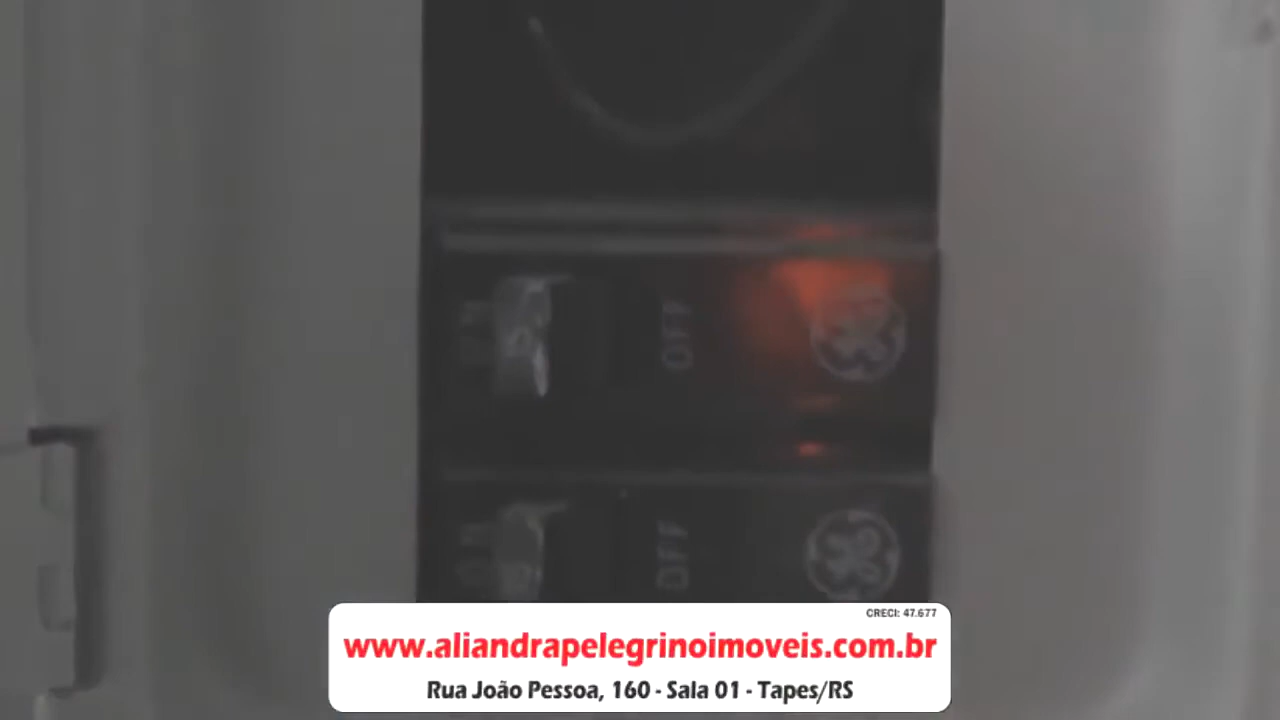 OFF
OFF
CRECI: 47.677
www.aliandrapelegrinoimoveis.com.br
Rua João Pessoa, 160 - Sala 01 - Tapes/RS